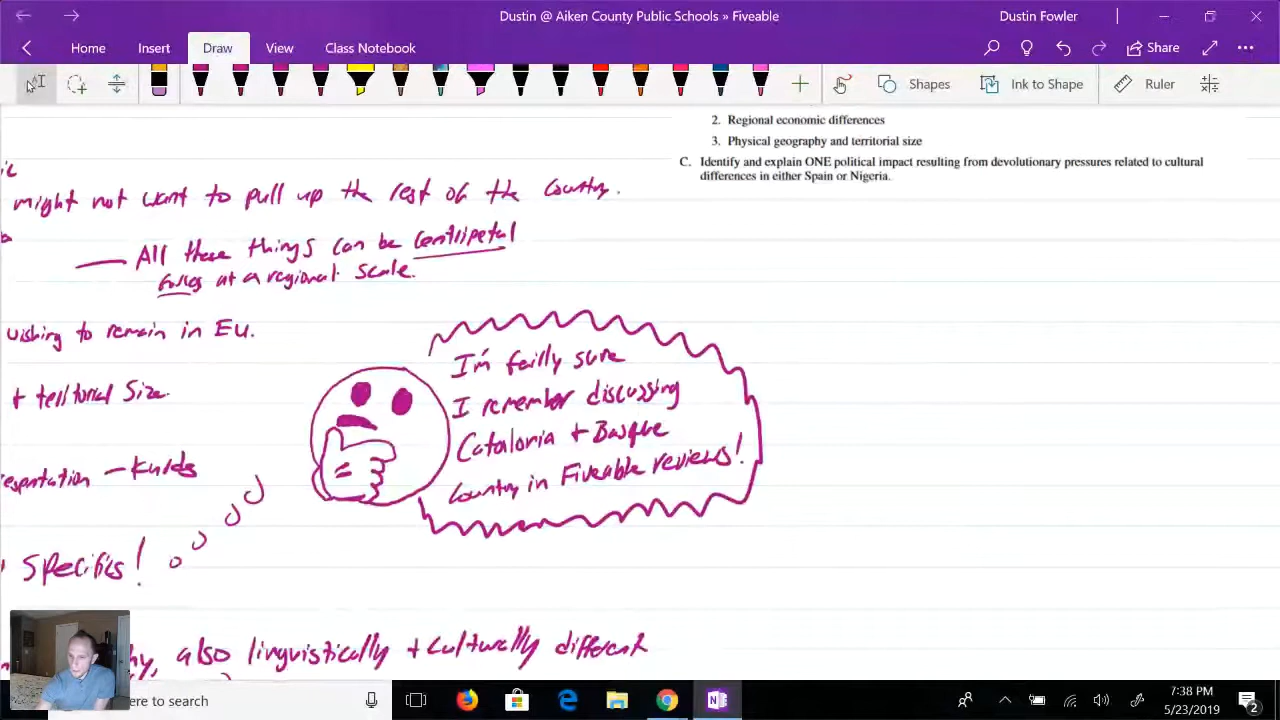 Dustin @ Aiken County Public Schools » Fiveable
Dustin Fowler
Home Insert Draw View Class Notebook
Share
Shapes Ink to Shape Ruler
2. Regional economic differences
3. Physical geography and territorial size
C. Identify and explain ONE political impact resulting from devolutionary pressures related to cultural
differences in either Spain or Nigeria.
might not want to pull up the rest of the Country.
— All these things can be centripetal
forces at a regional scale.
wishing to remain in EU.
+ territorial Size.
I'm fairly sure
I remember discussing
Catalonia + Basque
Country in Fiveable reviews!
— Kurds
Specifics!
also linguistically + culturally different
to search
7:38 PM
5/23/2019
2